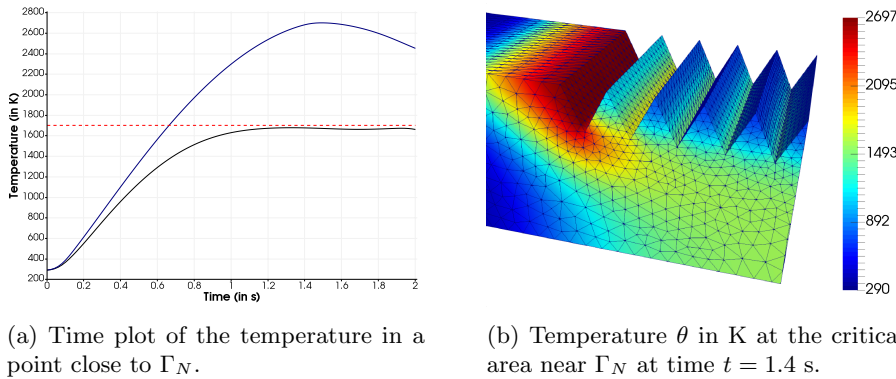 2800
2600
2400
2200
2000
1800
1600
1400
1200
1000
800
600
400
200
Temperature (in K)
0 0.2 0.4 0.6 0.8 1 1.2 1.4 1.6 1.8 2
Time (in s)
2697
2095
1493
892
290
(a) Time plot of the temperature in a
point close to Γ_N.
(b) Temperature θ in K at the critical
area near Γ_N at time t = 1.4 s.